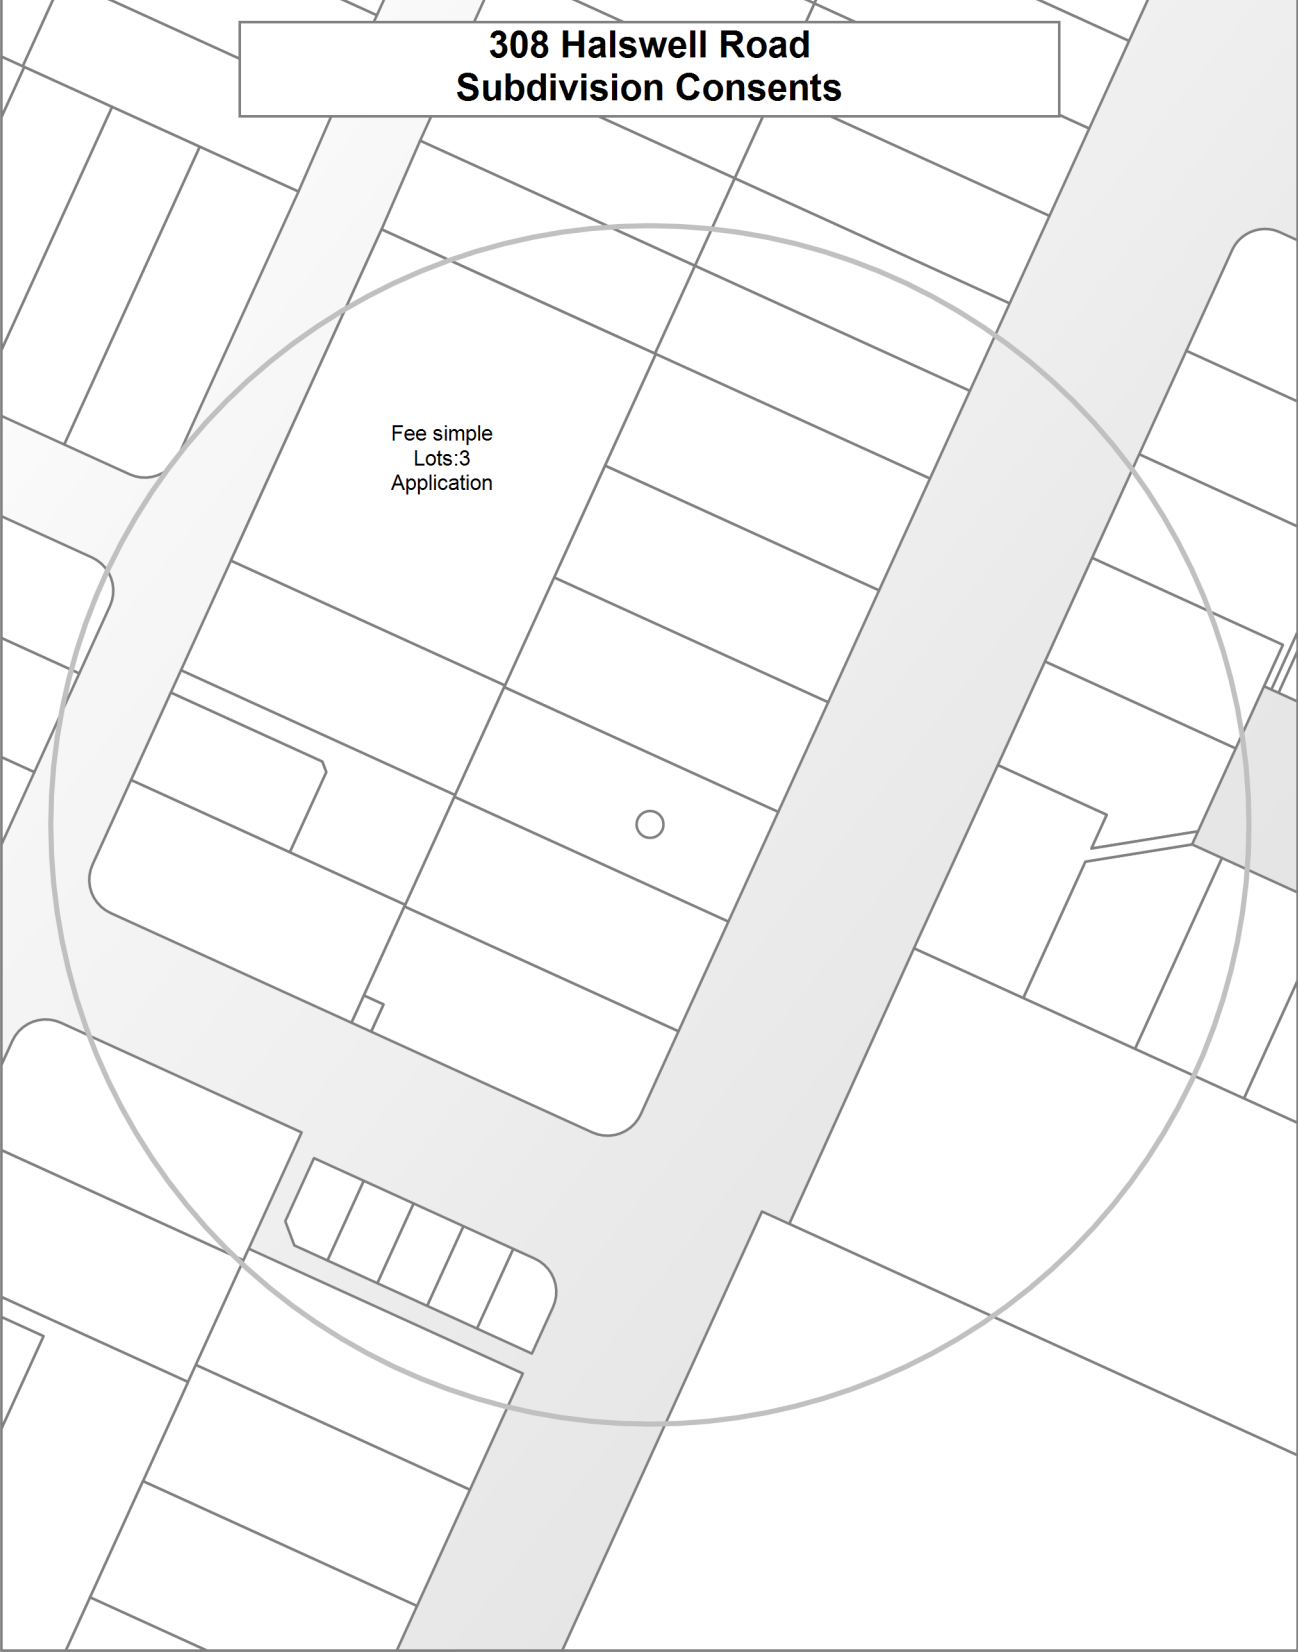 308 Halswell Road
Subdivision Consents
Fee simple
Lots:3
Application